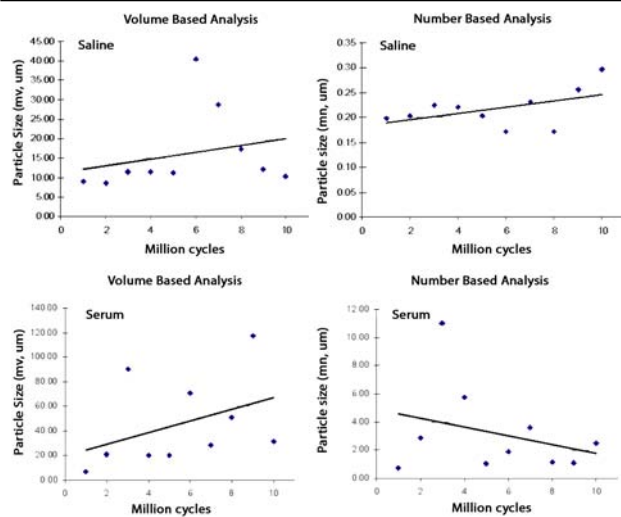 Volume Based Analysis
Saline
Particle Size (mv, um)
45.00
40.00
35.00
30.00
25.00
20.00
15.00
10.00
5.00
0.00
0 2 4 6 8 10
Million cycles
Number Based Analysis
Saline
Particle Size (mn, um)
0.35
0.30
0.25
0.20
0.15
0.10
0.05
0.00
0 2 4 6 8 10
Million cycles
Volume Based Analysis
Serum
Particle Size (mv, um)
140.00
120.00
100.00
80.00
60.00
40.00
20.00
0.00
0 2 4 6 8 10
Million cycles
Number Based Analysis
Serum
Particle Size (mn, um)
12.00
10.00
8.00
6.00
4.00
2.00
0.00
0 2 4 6 8 10
Million cycles